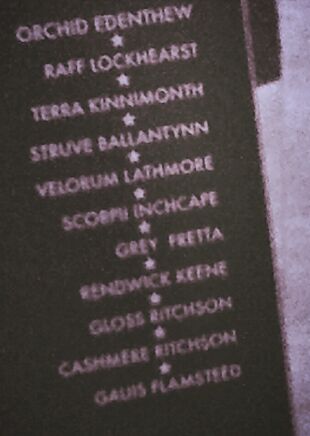 ORCHID EDENTHEW
★
RAFF LOCKHEARST
★
TERRA KINNIMONTH
★
STRUVE BALLANTYNN
★
VELORUM LATHMORE
★
SCORPII INCHCAPE
★
GREY FRETTA
★
RENDWICK KEENE
★
GLOSS RITCHSON
★
CASHMERE RITCHSON
★
GAUIS FLAMSTEED